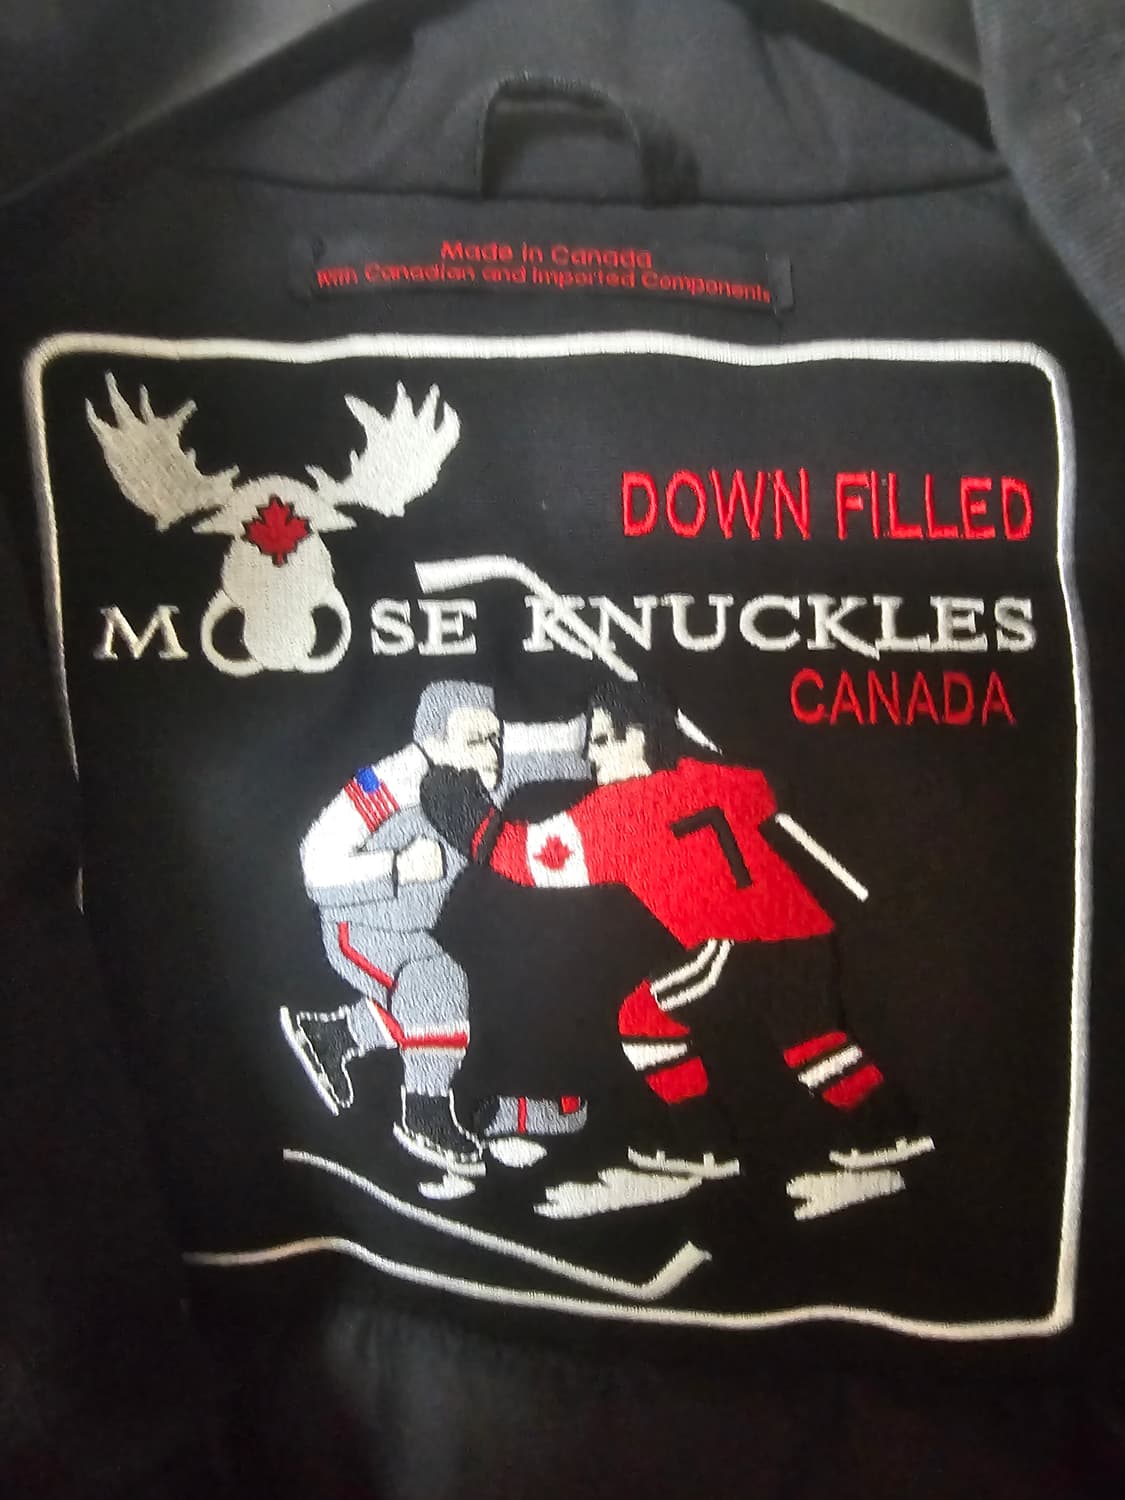 Made in Canada
With Canadian and Imported Components
DOWN FILLED
MOOSE KNUCKLES
CANADA
7